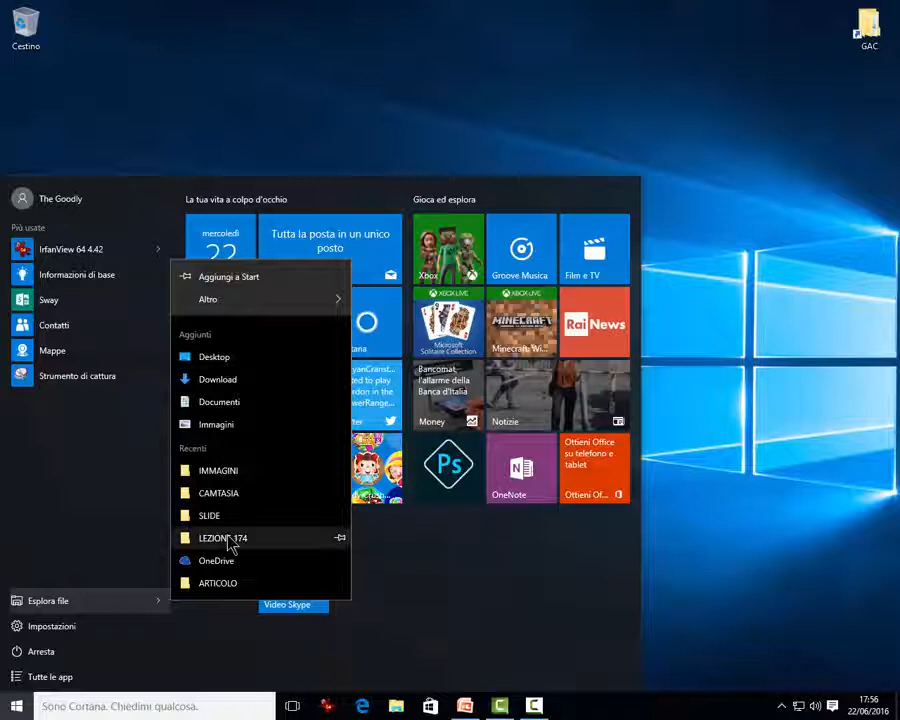 Cestino
GAC
The Goodly
Più usate
IrfanView 64 4.42
Informazioni di base
Sway
Contatti
Mappe
Strumento di cattura
Esplora file
Impostazioni
Arresta
Tutte le app
Aggiungi a Start
Altro
Aggiunti
Desktop
Download
Documenti
Immagini
Recenti
IMMAGINI
CAMTASIA
SLIDE
LEZIONE 174
OneDrive
ARTICOLO
La tua vita a colpo d'occhio
mercoledì
22
Tutta la posta in un unico
posto
Video Skype
Gioca ed esplora
Xbox
Groove Musica
Film e TV
XBOX LIVE
Microsoft
Solitaire Collection
XBOX LIVE
MINECRAFT
Minecraft: Wi...
Rai News
Bancomat,
l'allarme della
Banca d'Italia
Money
Notizie
Ps
OneNote
Ottieni Office
su telefono e
tablet
Ottieni Of...
Sono Cortana. Chiedimi qualcosa.
17:56
22/06/2016